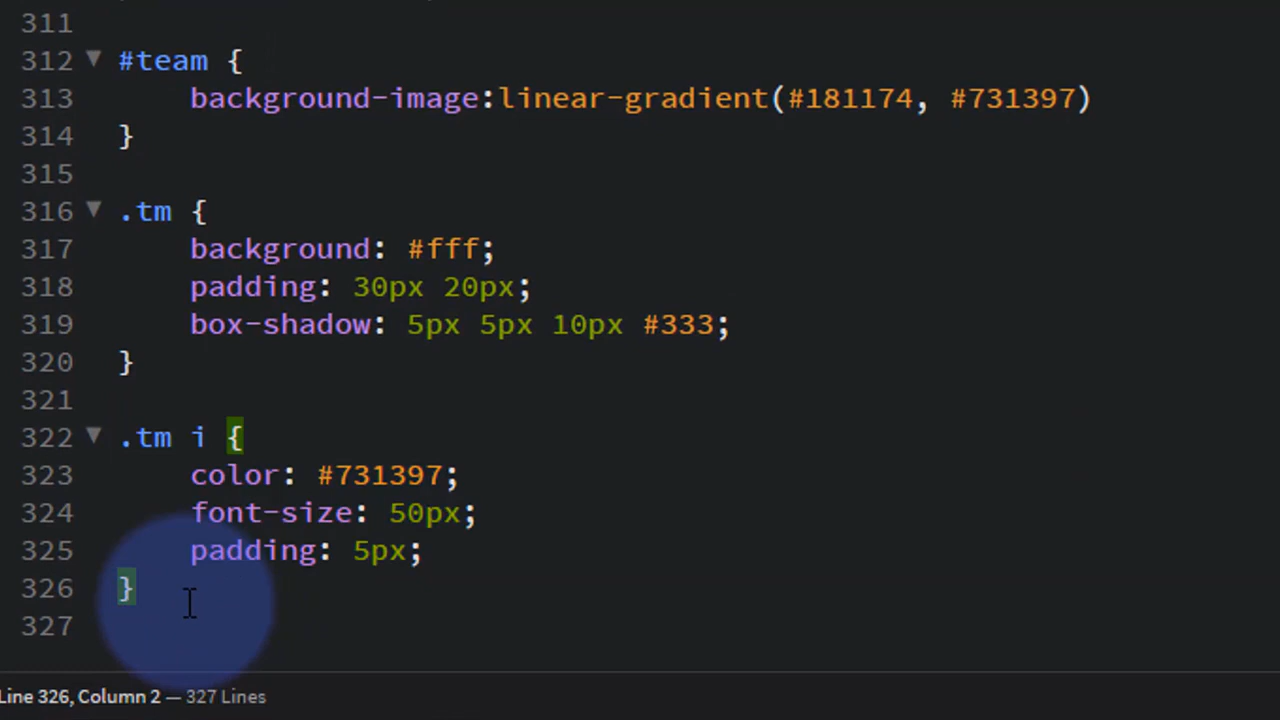 311
312 ▼ #team {
313 background-image:linear-gradient(#181174, #731397)
314 }
315
316 ▼ .tm {
317 background: #fff;
318 padding: 30px 20px;
319 box-shadow: 5px 5px 10px #333;
320 }
321
322 ▼ .tm i {
323 color: #731397;
324 font-size: 50px;
325 padding: 5px;
326 }
327
Line 326, Column 2 — 327 Lines